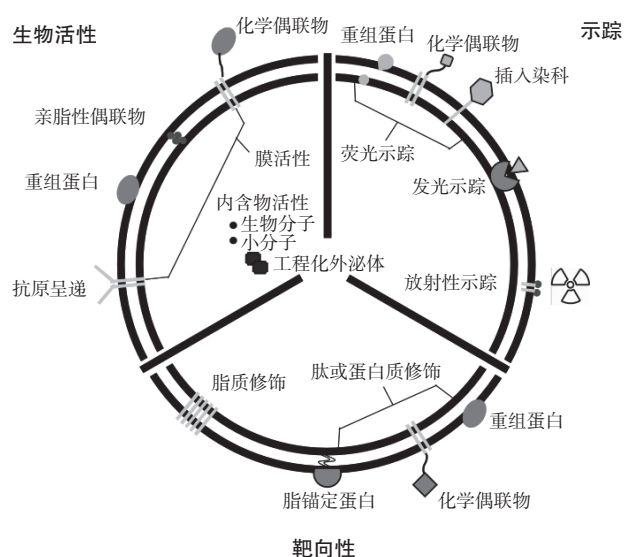 生物活性
示踪
化学偶联物
重组蛋白
化学偶联物
插入染科
亲脂性偶联物
膜活性
荧光示踪
发光示踪
重组蛋白
内含物活性
生物分子
小分子
工程化外泌体
放射性示踪
抗原呈递
脂质修饰
肽或蛋白质修饰
重组蛋白
脂锚定蛋白
化学偶联物
靶向性